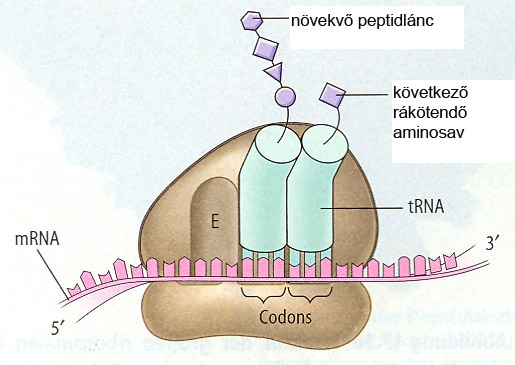 növekvő peptidlánc
következő
rákötendő
aminosav
E
tRNA
mRNA
3′
5′
Codons